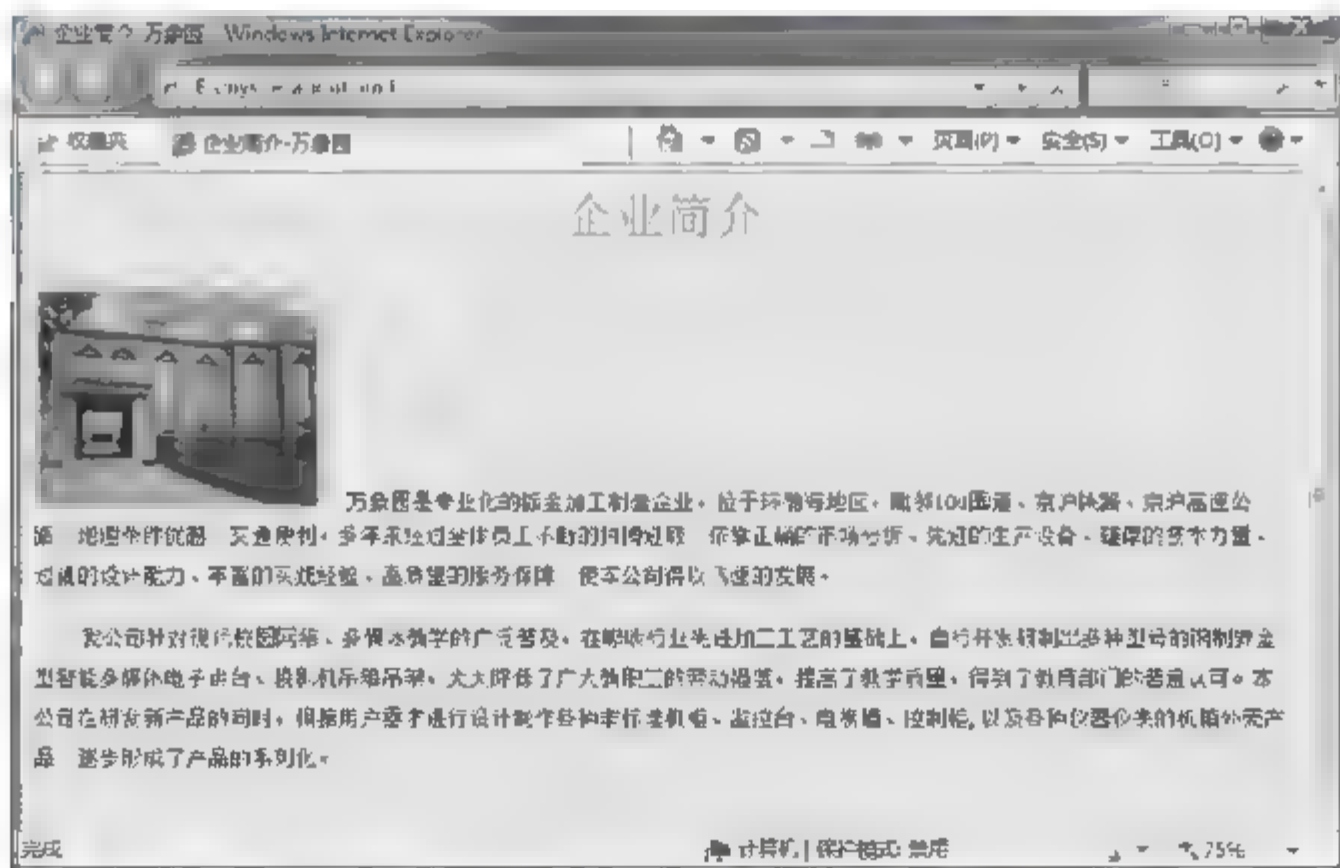 企业简介-万象图 Windows Internet Explorer
收藏夹 企业简介-万象图 页面(P) 安全(S) 工具(O)
企业简介
万象图是专业化的钣金加工制造企业，位于环渤海地区，毗邻104国道、京沪铁路、京沪高速公
路 地理条件优越 交通便利。多年来经过全体员工不断的开拓进取 依靠正确的市场分析、先进的生产设备、雄厚的技术力量、
过硬的设计能力、丰富的实践经验、高质量的服务保障 使本公司得以飞速的发展。
我公司针对现代校园网络、多媒体教学的广泛普及，在吸收行业先进加工工艺的基础上，自行开发研制出多种型号的钢制钣金
型智能多媒体电子讲台、投影机吊箱吊架，大大降低了广大教职工的劳动强度，提高了教学质量，得到了教育部门的普遍认可。本
公司在研发新产品的同时，根据用户要求进行设计制作各种非标准机柜、监控台、电视墙、控制柜,以及各种仪器仪表的机箱外壳产
品 逐步形成了产品的系列化。
完成 计算机 | 保护模式: 禁用 75%